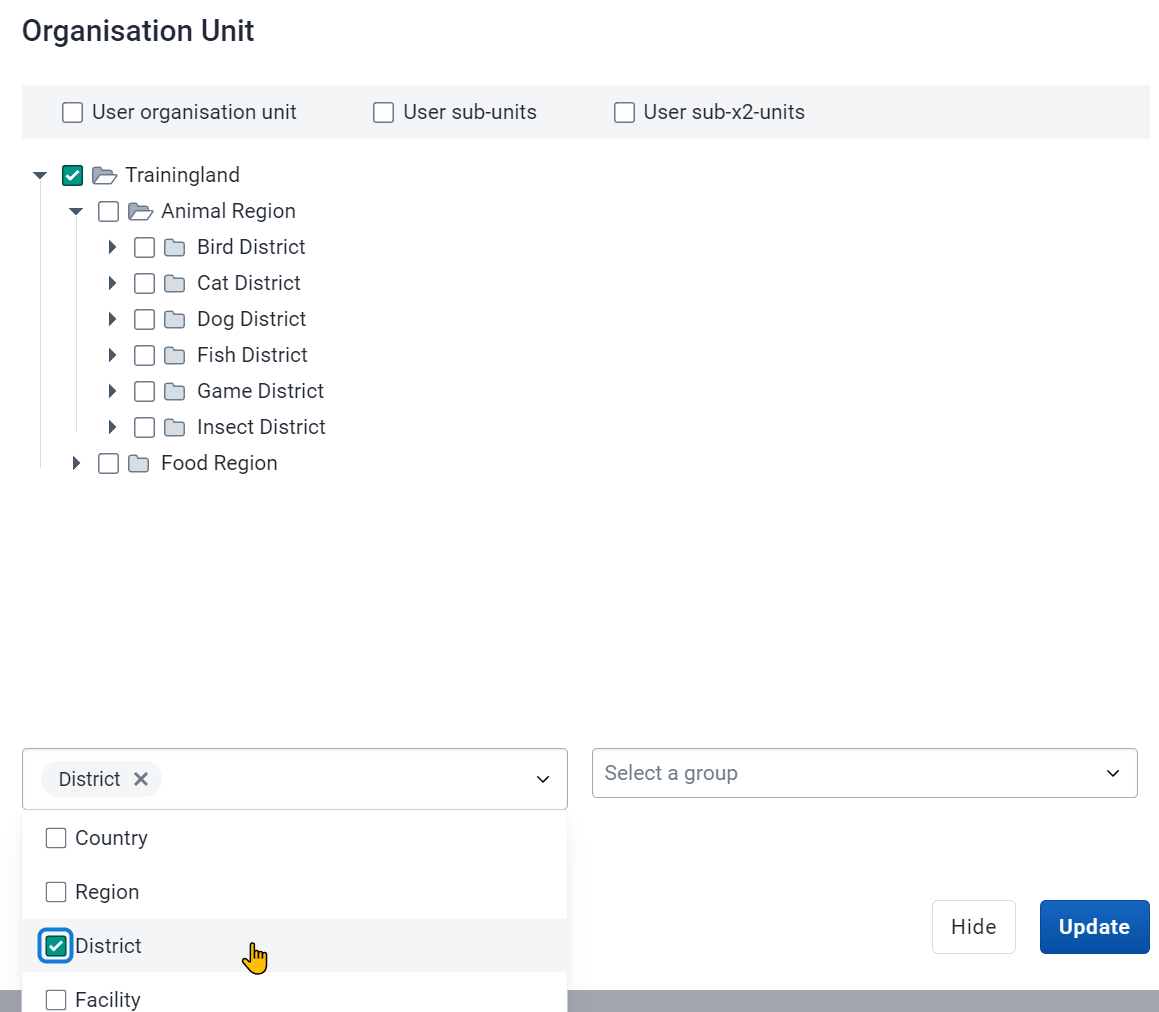 Organisation Unit
User organisation unit User sub-units User sub-x2-units
Trainingland
Animal Region
Bird District
Cat District
Dog District
Fish District
Game District
Insect District
Food Region
District
Select a group
Country
Region
District
Facility
Hide Update